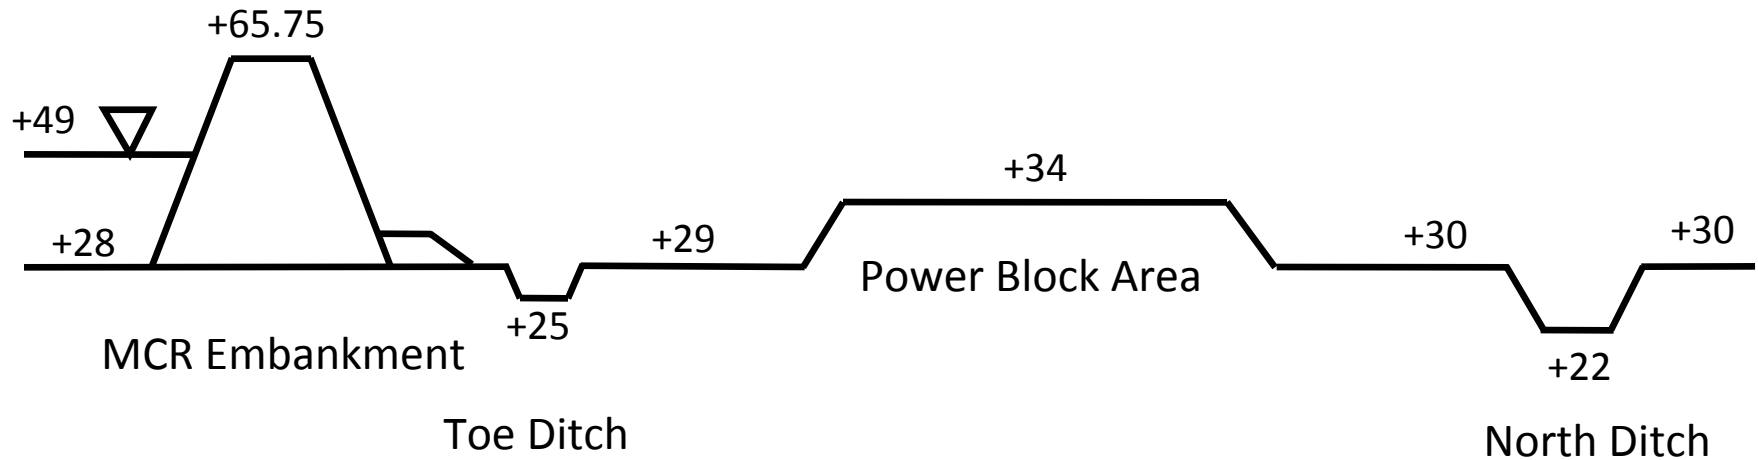 +65.75
+49
+34
+28
+29
+30
+30
Power Block Area
+25
MCR Embankment
+22
Toe Ditch
North Ditch